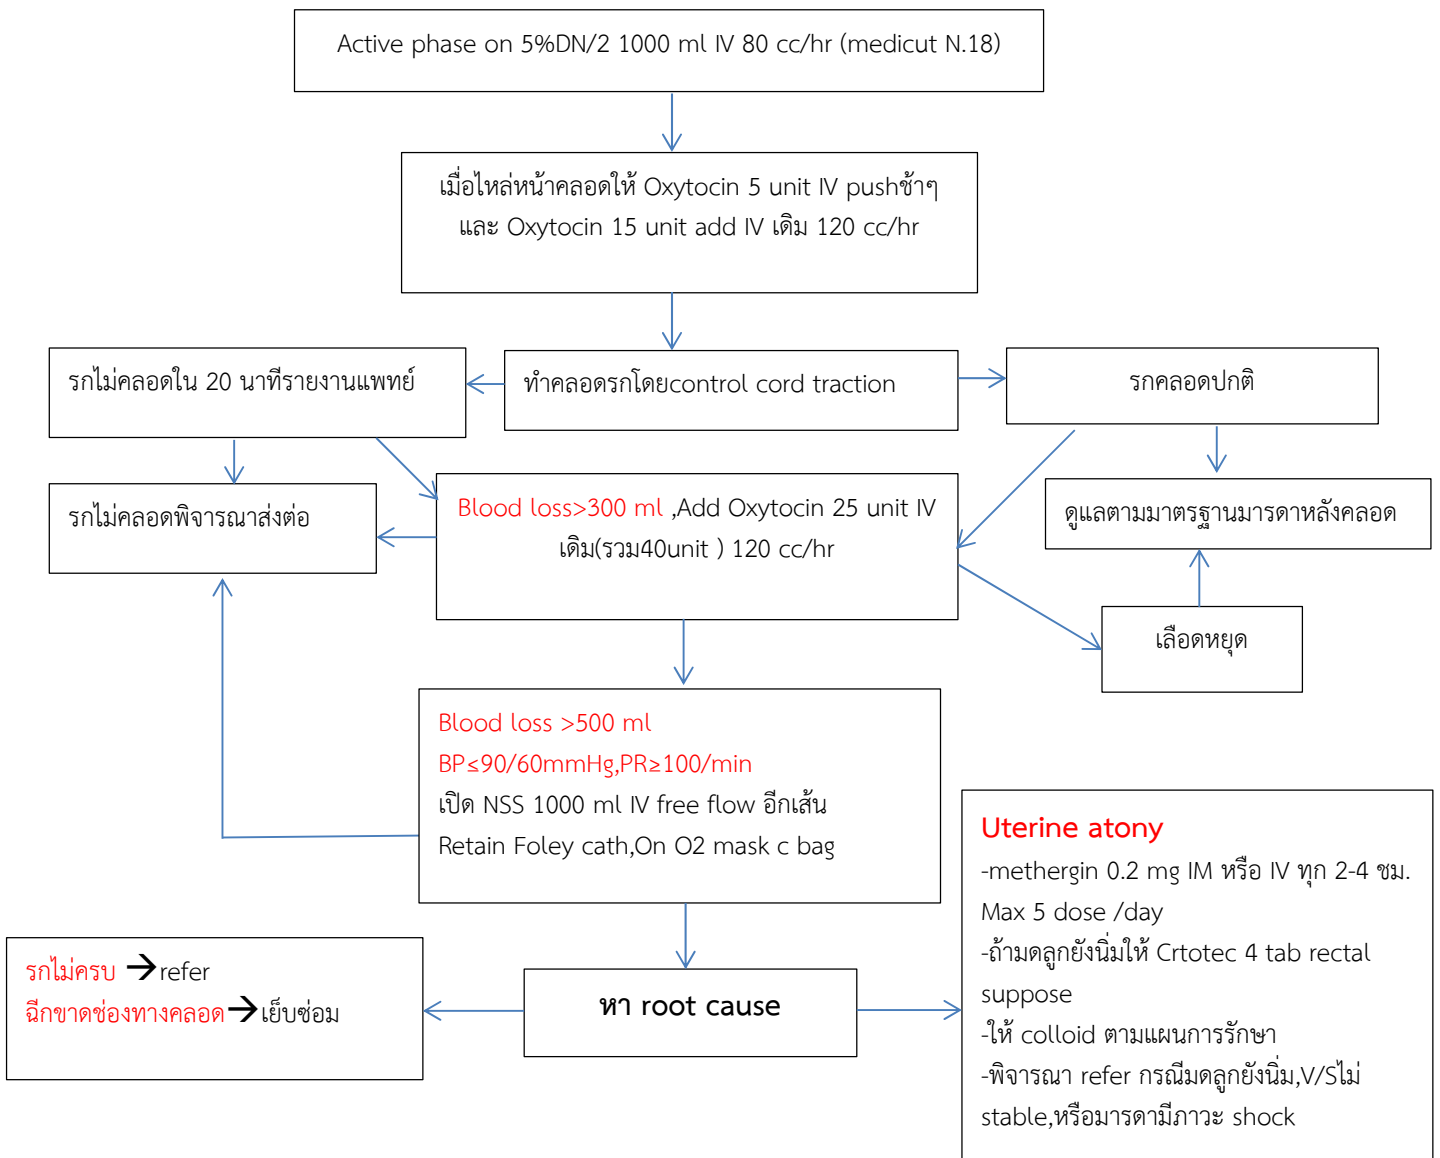 Active phase on 5%DN/2 1000 ml IV 80 cc/hr (medicut N.18)
เมื่อไหล่หน้าคลอดให้ Oxytocin 5 unit IV pushช้าๆ
และ Oxytocin 15 unit add IV เดิม 120 cc/hr
รกไม่คลอดใน 20 นาทีรายงานแพทย์
ทำคลอดรกโดยcontrol cord traction
รกคลอดปกติ
รกไม่คลอดพิจารณาส่งต่อ
Blood loss>300 ml ,Add Oxytocin 25 unit IV
เดิม(รวม40unit ) 120 cc/hr
ดูแลตามมาตรฐานมารดาหลังคลอด
เลือดหยุด
Blood loss >500 ml
BP≤90/60mmHg,PR≥100/min
เปิด NSS 1000 ml IV free flow อีกเส้น
Retain Foley cath,On O2 mask c bag
Uterine atony
-methergin 0.2 mg IM หรือ IV ทุก 2-4 ชม.
Max 5 dose /day
-ถ้ามดลูกยังนิ่มให้ Crtotec 4 tab rectal
suppose
-ให้ colloid ตามแผนการรักษา
-พิจารณา refer กรณีมดลูกยังนิ่ม,V/Sไม่
stable,หรือมารดามีภาวะ shock
รกไม่ครบ →refer
ฉีกขาดช่องทางคลอด→เย็บซ่อม
หา root cause